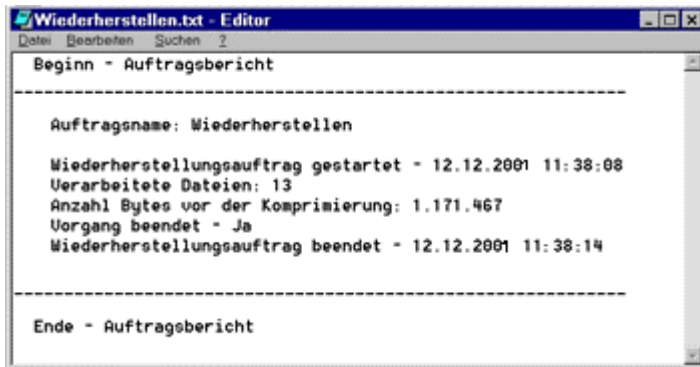 Wiederherstellen.txt - Editor
Datei Bearbeiten Suchen ?
Beginn - Auftragsbericht
Auftragsname: Wiederherstellen
Wiederherstellungsauftrag gestartet - 12.12.2001 11:38:08
Verarbeitete Dateien: 13
Anzahl Bytes vor der Komprimierung: 1.171.467
Vorgang beendet - Ja
Wiederherstellungsauftrag beendet - 12.12.2001 11:38:14
Ende - Auftragsbericht